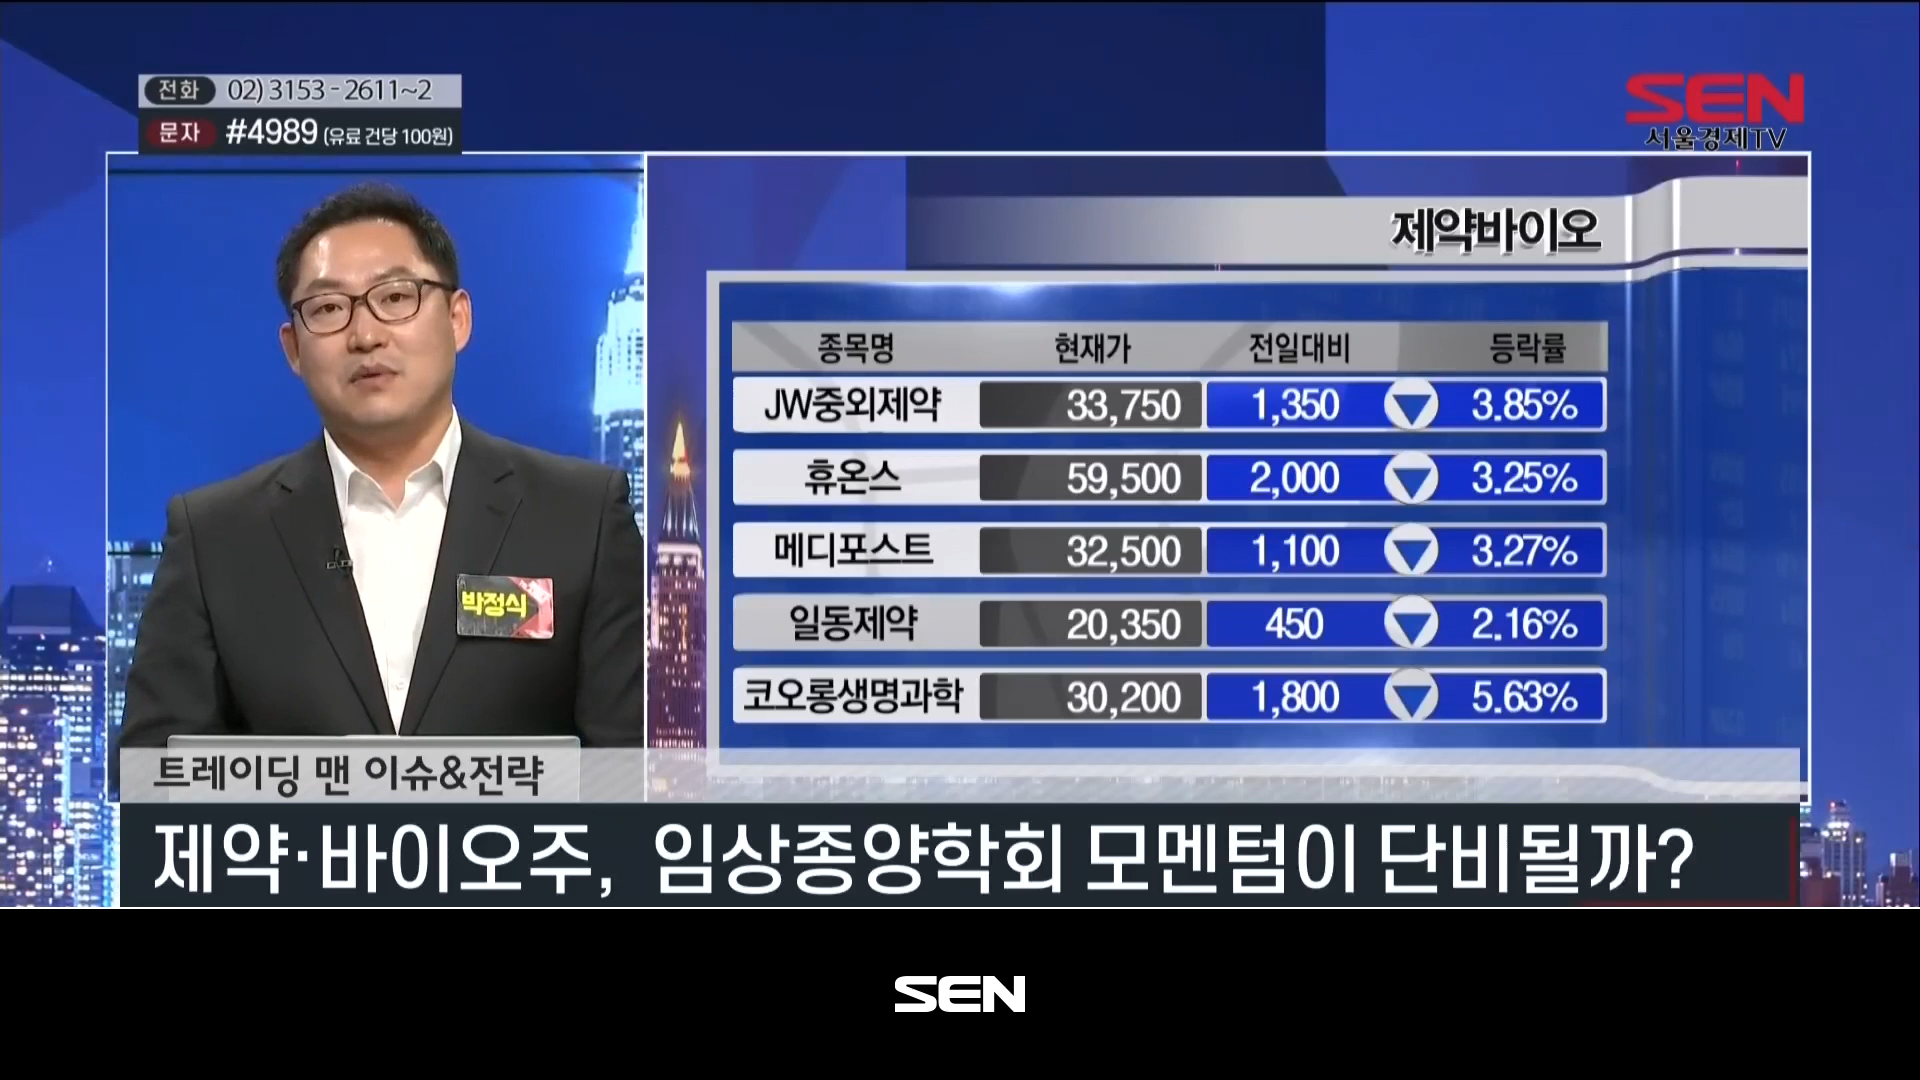 전화 02) 3153-2611~2
문자 #4989 (유료 건당 100원)
SEN
서울경제TV
제약바이오
종목명 현재가 전일대비 등락률
JW중외제약 33,750 1,350 ▼ 3.85%
휴온스 59,500 2,000 ▼ 3.25%
메디포스트 32,500 1,100 ▼ 3.27%
일동제약 20,350 450 ▼ 2.16%
코오롱생명과학 30,200 1,800 ▼ 5.63%
박정식
트레이딩 맨 이슈&전략
제약·바이오주, 임상종양학회 모멘텀이 단비될까?
SEN